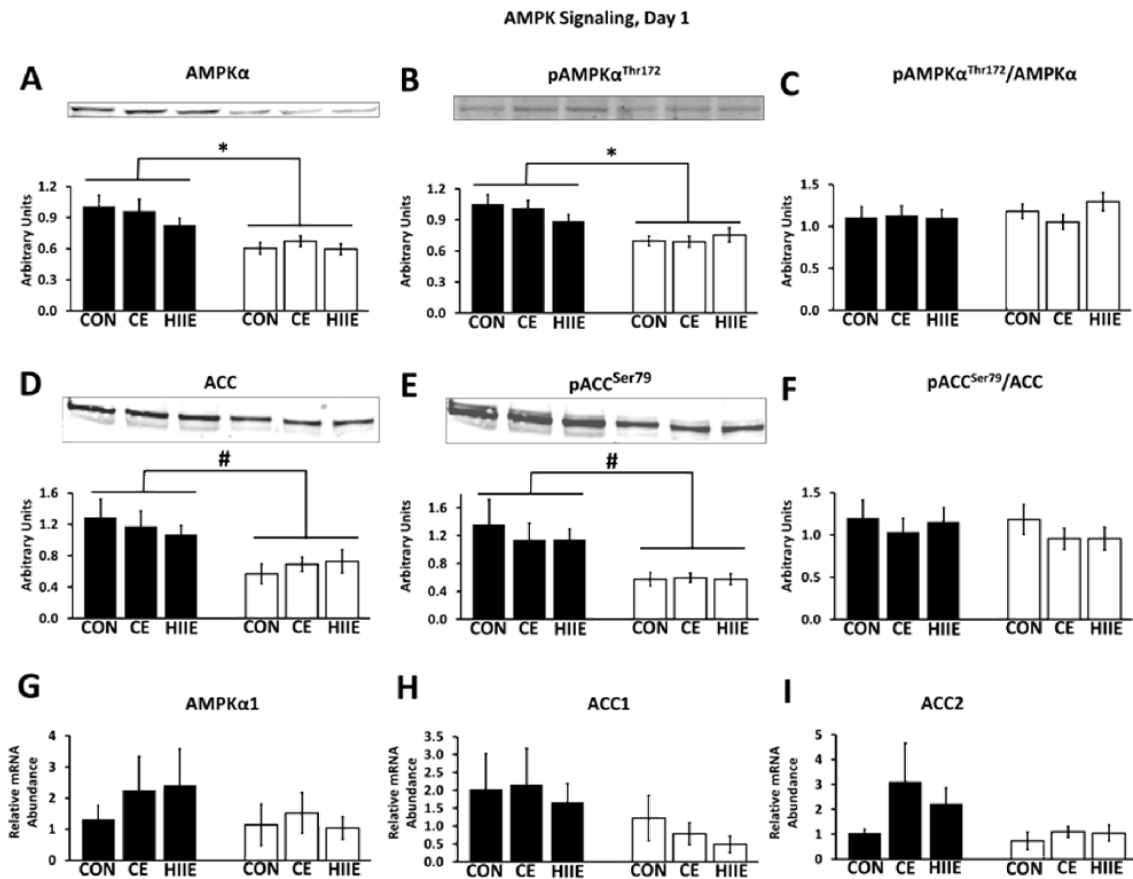 AMPK Signaling, Day 1
A
AMPKα
*
1.2
0.9
0.6
0.3
0.0
Arbitrary Units
CON CE HIIE CON CE HIIE
B
pAMPKα^Thr172
*
1.2
0.9
0.6
0.3
0.0
Arbitrary Units
CON CE HIIE CON CE HIIE
C
pAMPKα^Thr172/AMPKα
1.5
1.0
0.5
0.0
Arbitrary Units
CON CE HIIE CON CE HIIE
D
ACC
#
1.6
1.2
0.8
0.4
0.0
Arbitrary Units
CON CE HIIE CON CE HIIE
E
pACC^Ser79
#
1.6
1.2
0.8
0.4
0.0
Arbitrary Units
CON CE HIIE CON CE HIIE
F
pACC^Ser79/ACC
1.5
1.0
0.5
0.0
Arbitrary Units
CON CE HIIE CON CE HIIE
G
AMPKα1
4
3
2
1
0
Relative mRNA
Abundance
CON CE HIIE CON CE HIIE
H
ACC1
3.5
3.0
2.5
2.0
1.5
1.0
0.5
0.0
Relative mRNA
Abundance
CON CE HIIE CON CE HIIE
I
ACC2
5
4
3
2
1
0
Relative mRNA
Abundance
CON CE HIIE CON CE HIIE